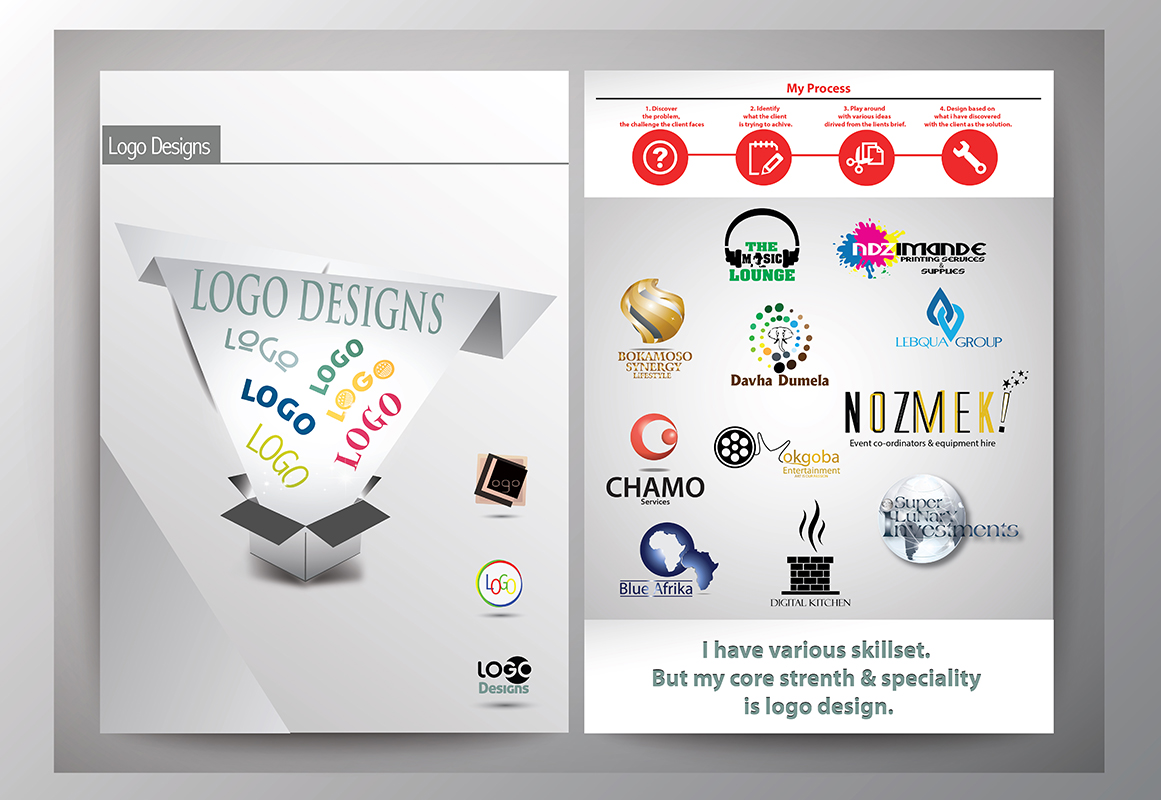 Logo Designs
LOGO DESIGNS
LOGO
LOGO
LOGO
LOGO
LOGO
LOGO
Logo
LOGO
LOGO
Designs
My Process
1. Discover
the problem,
the challenge the client faces
2. Identify
what the client
is trying to achive.
3. Play around
with various ideas
dirived from the lients brief.
4. Design based on
what i have discovered
with the client as the solution.
THE
MUSIC
LOUNGE
NDZIMANDE
PRINTING SERVICES
&
SUPPLIES
BOKAMOSO
SYNERGY
LIFESTYLE
Davha Dumela
LEBQUA GROUP
NOZMEK!
Event co-ordinators & equipment hire
CHAMO
Services
Mokgoba
Entertainment
Super
LuNary
Investments
Blue Afrika
DIGITAL KITCHEN
I have various skillset.
But my core strenth & speciality
is logo design.